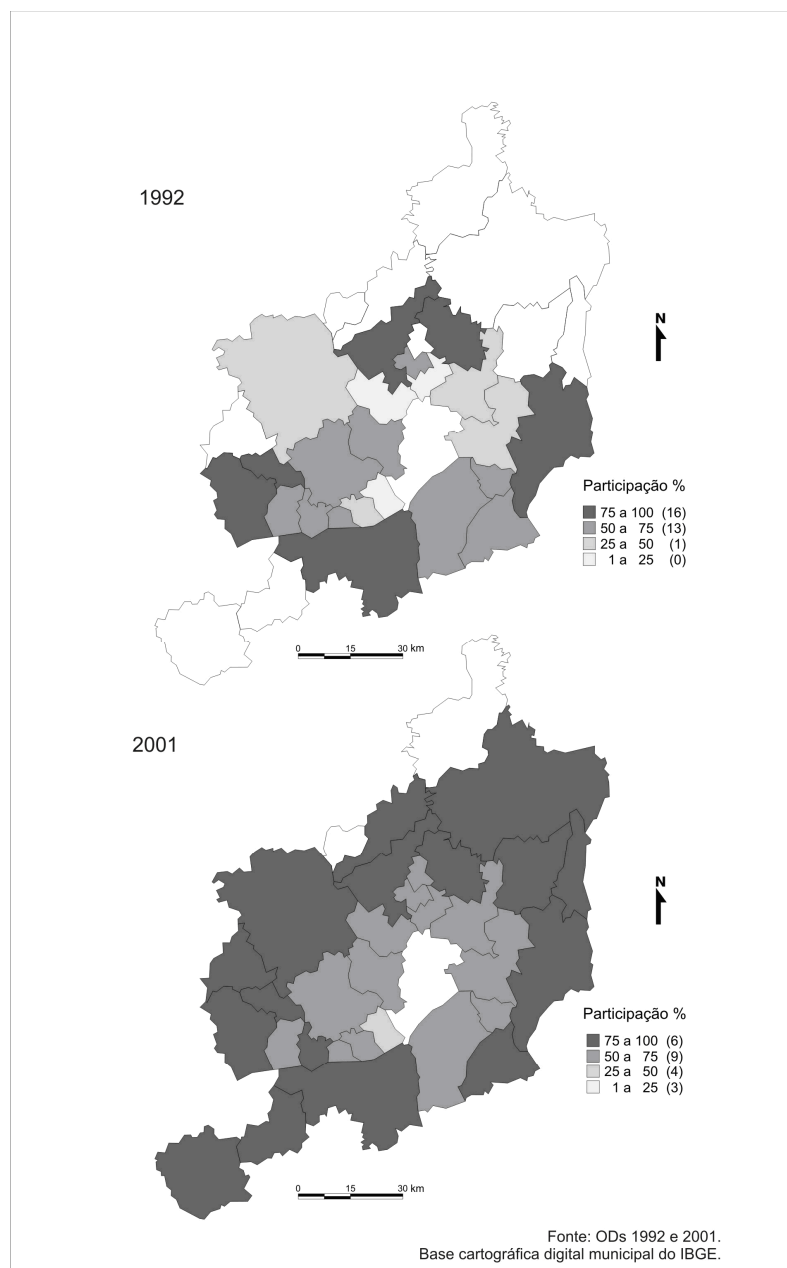 1992
N
Participação %
75 a 100 (16)
50 a 75 (13)
25 a 50 (1)
1 a 25 (0)
0 15 30 km
2001
N
Participação %
75 a 100 (6)
50 a 75 (9)
25 a 50 (4)
1 a 25 (3)
0 15 30 km
Fonte: ODs 1992 e 2001.
Base cartográfica digital municipal do IBGE.